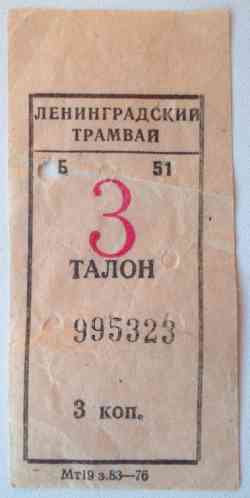 ЛЕНИНГРАДСКИЙ
ТРАМВАЙ
Б 51
3
ТАЛОН
995323
3 коп.
Мт19 з.83—76